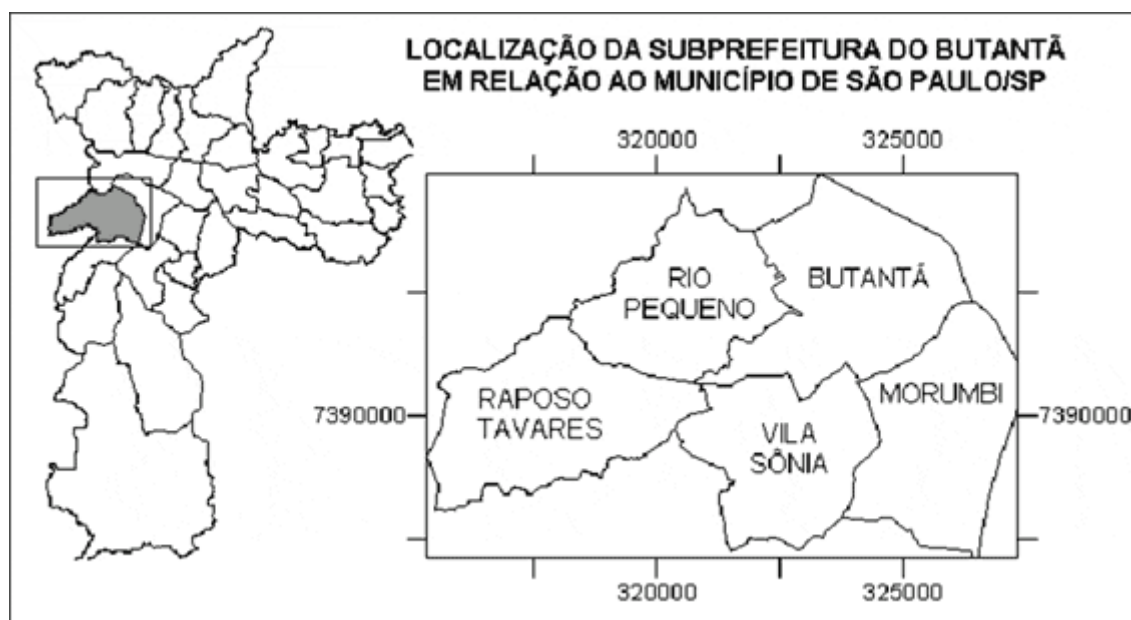 LOCALIZAÇÃO DA SUBPREFEITURA DO BUTANTÃ
EM RELAÇÃO AO MUNICÍPIO DE SÃO PAULO/SP
320000
325000
RIO
PEQUENO
BUTANTÃ
RAPOSO
TAVARES
MORUMBI
7390000
7390000
VILA
SÔNIA
320000
325000